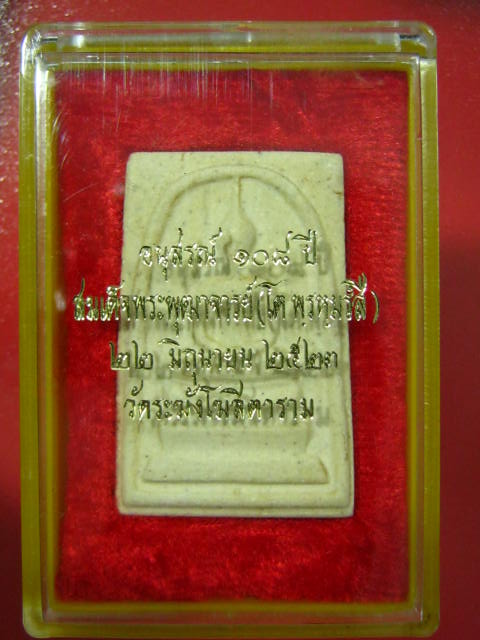 อนุสรณ์ ๑๐๘ ปี
สมเด็จพระพุฒาจารย์(โต พฺรหฺมรํสี)
๒๒ มิถุนายน ๒๕๒๓
วัดระฆังโฆสิตาราม